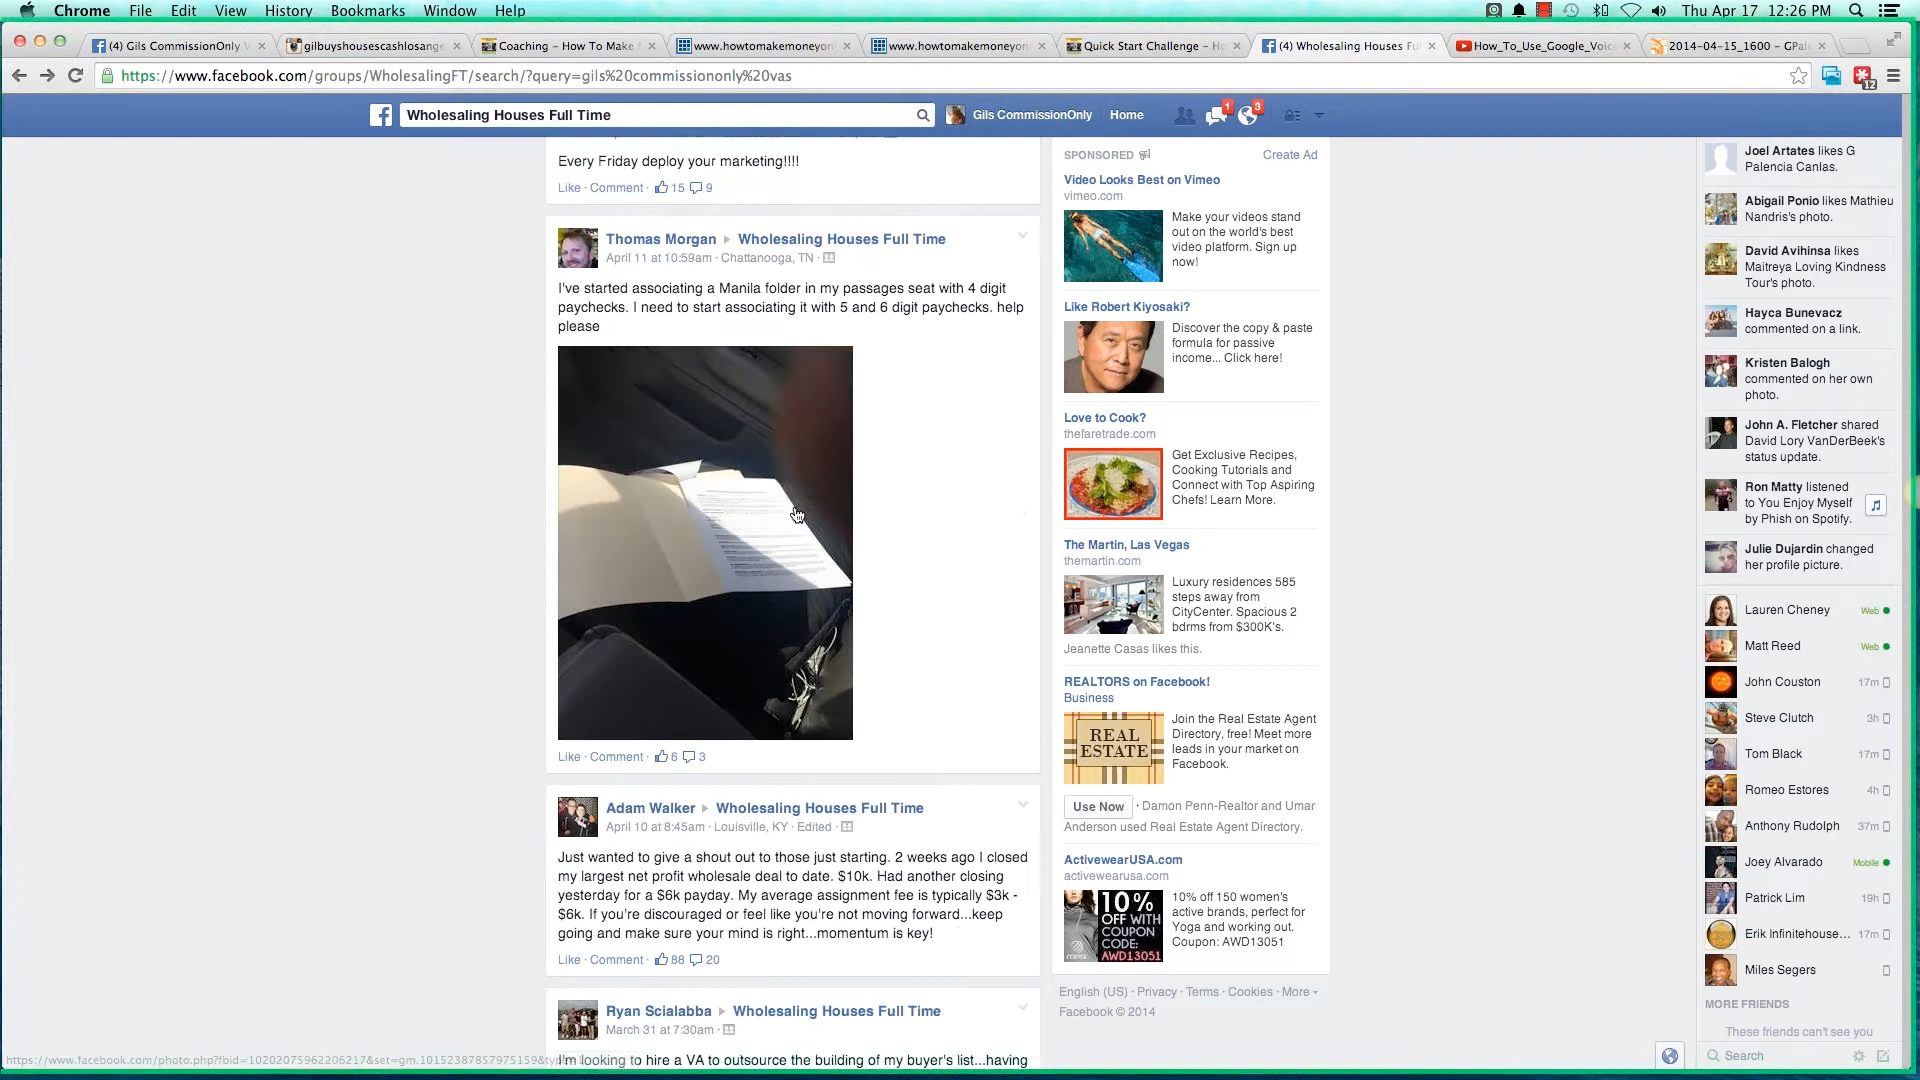 Chrome File Edit View History Bookmarks Window Help
Thu Apr 17 12:26 PM
(4) Gils CommissionOnly V
gilbuyshousescashlosange
Coaching – How To Make
www.howtomakemoneyon
www.howtomakemoneyon
Quick Start Challenge – Ho
(4) Wholesaling Houses Fu
How_To_Use_Google_Voice
2014-04-15_1600 – GPale
https://www.facebook.com/groups/WholesalingFT/search/?query=gils%20commissiononly%20vas
12
Wholesaling Houses Full Time
Gils CommissionOnly Home
1
3
Every Friday deploy your marketing!!!!
Like · Comment · 15 9
Thomas Morgan ▸ Wholesaling Houses Full Time
April 11 at 10:59am · Chattanooga, TN ·
I've started associating a Manila folder in my passages seat with 4 digit
paychecks. I need to start associating it with 5 and 6 digit paychecks. help
please
Like · Comment · 6 3
Adam Walker ▸ Wholesaling Houses Full Time
April 10 at 8:45am · Louisville, KY · Edited ·
Just wanted to give a shout out to those just starting. 2 weeks ago I closed
my largest net profit wholesale deal to date. $10k. Had another closing
yesterday for a $6k payday. My average assignment fee is typically $3k -
$6k. If you're discouraged or feel like you're not moving forward...keep
going and make sure your mind is right...momentum is key!
Like · Comment · 88 20
Ryan Scialabba ▸ Wholesaling Houses Full Time
March 31 at 7:30am ·
I'm looking to hire a VA to outsource the building of my buyer's list...having
https://www.facebook.com/photo.php?fbid=10202075962206217&set=gm.10152387857975159&type=1
SPONSORED Create Ad
Video Looks Best on Vimeo
vimeo.com
Make your videos stand
out on the world's best
video platform. Sign up
now!
Like Robert Kiyosaki?
Discover the copy & paste
formula for passive
income... Click here!
Love to Cook?
thefaretrade.com
Get Exclusive Recipes,
Cooking Tutorials and
Connect with Top Aspiring
Chefs! Learn More.
The Martin, Las Vegas
themartin.com
Luxury residences 585
steps away from
CityCenter. Spacious 2
bdrms from $300K's.
Jeanette Casas likes this.
REALTORS on Facebook!
Business
REAL
ESTATE
Join the Real Estate Agent
Directory, free! Meet more
leads in your market on
Facebook.
Use Now · Damon Penn-Realtor and Umar
Anderson used Real Estate Agent Directory.
ActivewearUSA.com
activewearusa.com
10%
OFF WITH
COUPON
CODE:
AWD13051
10% off 150 women's
active brands, perfect for
Yoga and working out.
Coupon: AWD13051
English (US) · Privacy · Terms · Cookies · More
Facebook © 2014
Joel Artates likes G
Palencia Canlas.
Abigail Ponio likes Mathieu
Nandris's photo.
David Avihinsa likes
Maitreya Loving Kindness
Tour's photo.
Hayca Bunevacz
commented on a link.
Kristen Balogh
commented on her own
photo.
John A. Fletcher shared
David Lory VanDerBeek's
status update.
Ron Matty listened
to You Enjoy Myself
by Phish on Spotify.
Julie Dujardin changed
her profile picture.
Lauren Cheney Web
Matt Reed Web
John Couston 17m
Steve Clutch 3h
Tom Black 17m
Romeo Estores 4h
Anthony Rudolph 37m
Joey Alvarado Mobile
Patrick Lim 19h
Erik Infinitehouse... 17m
Miles Segers
MORE FRIENDS
These friends can't see you
Search